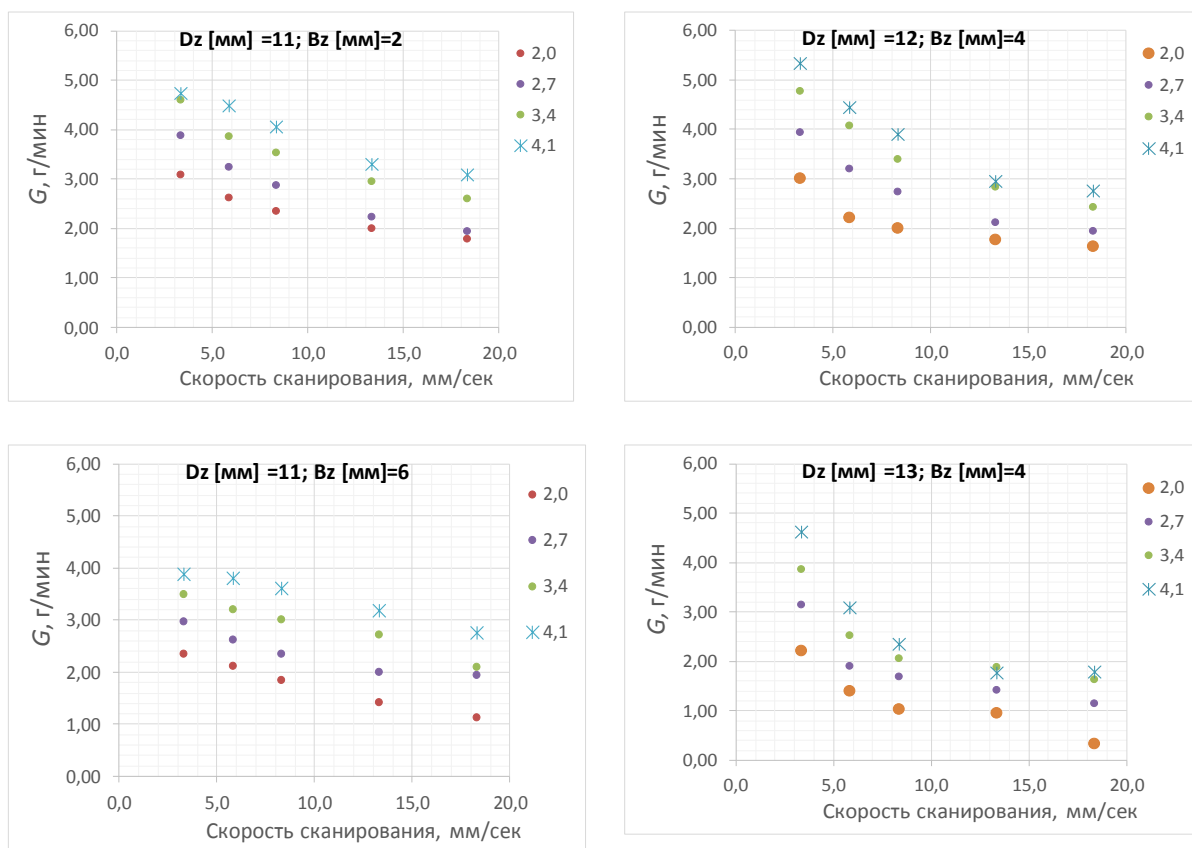 Dz [мм] =11; Bz [мм]=2
6,00
5,00
4,00
3,00
2,00
1,00
0,00
G, г/мин
0,0 5,0 10,0 15,0 20,0
Скорость сканирования, мм/сек
2,0
2,7
3,4
4,1
Dz [мм] =12; Bz [мм]=4
6,00
5,00
4,00
3,00
2,00
1,00
0,00
G, г/мин
0,0 5,0 10,0 15,0 20,0
Скорость сканирования, мм/сек
2,0
2,7
3,4
4,1
Dz [мм] =11; Bz [мм]=6
6,00
5,00
4,00
3,00
2,00
1,00
0,00
G, г/мин
0,0 5,0 10,0 15,0 20,0
Скорость сканирования, мм/сек
2,0
2,7
3,4
4,1
Dz [мм] =13; Bz [мм]=4
6,00
5,00
4,00
3,00
2,00
1,00
0,00
G, г/мин
0,0 5,0 10,0 15,0 20,0
Скорость сканирования, мм/сек
2,0
2,7
3,4
4,1